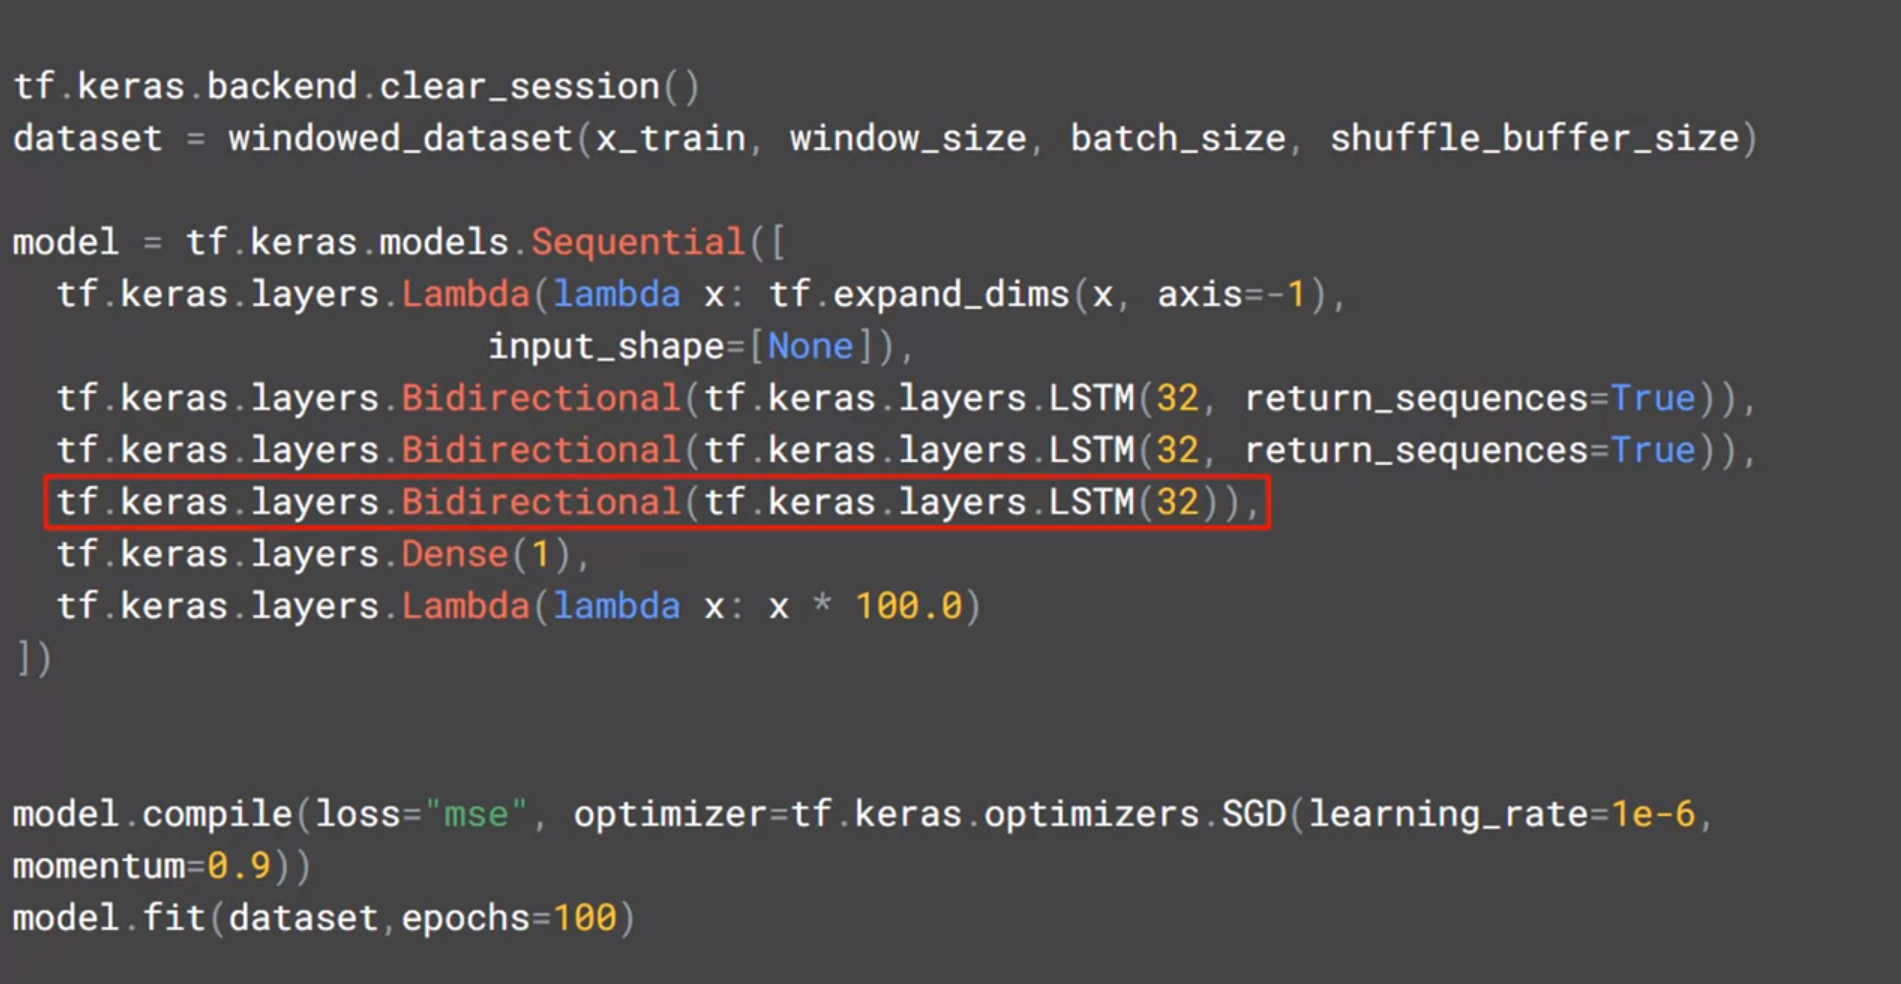 tf.keras.backend.clear_session()
dataset = windowed_dataset(x_train, window_size, batch_size, shuffle_buffer_size)
model = tf.keras.models.Sequential([
  tf.keras.layers.Lambda(lambda x: tf.expand_dims(x, axis=-1),
                      input_shape=[None]),
  tf.keras.layers.Bidirectional(tf.keras.layers.LSTM(32, return_sequences=True)),
  tf.keras.layers.Bidirectional(tf.keras.layers.LSTM(32, return_sequences=True)),
  tf.keras.layers.Bidirectional(tf.keras.layers.LSTM(32)),
  tf.keras.layers.Dense(1),
  tf.keras.layers.Lambda(lambda x: x * 100.0)
])
model.compile(loss="mse", optimizer=tf.keras.optimizers.SGD(learning_rate=1e-6,
momentum=0.9))
model.fit(dataset,epochs=100)